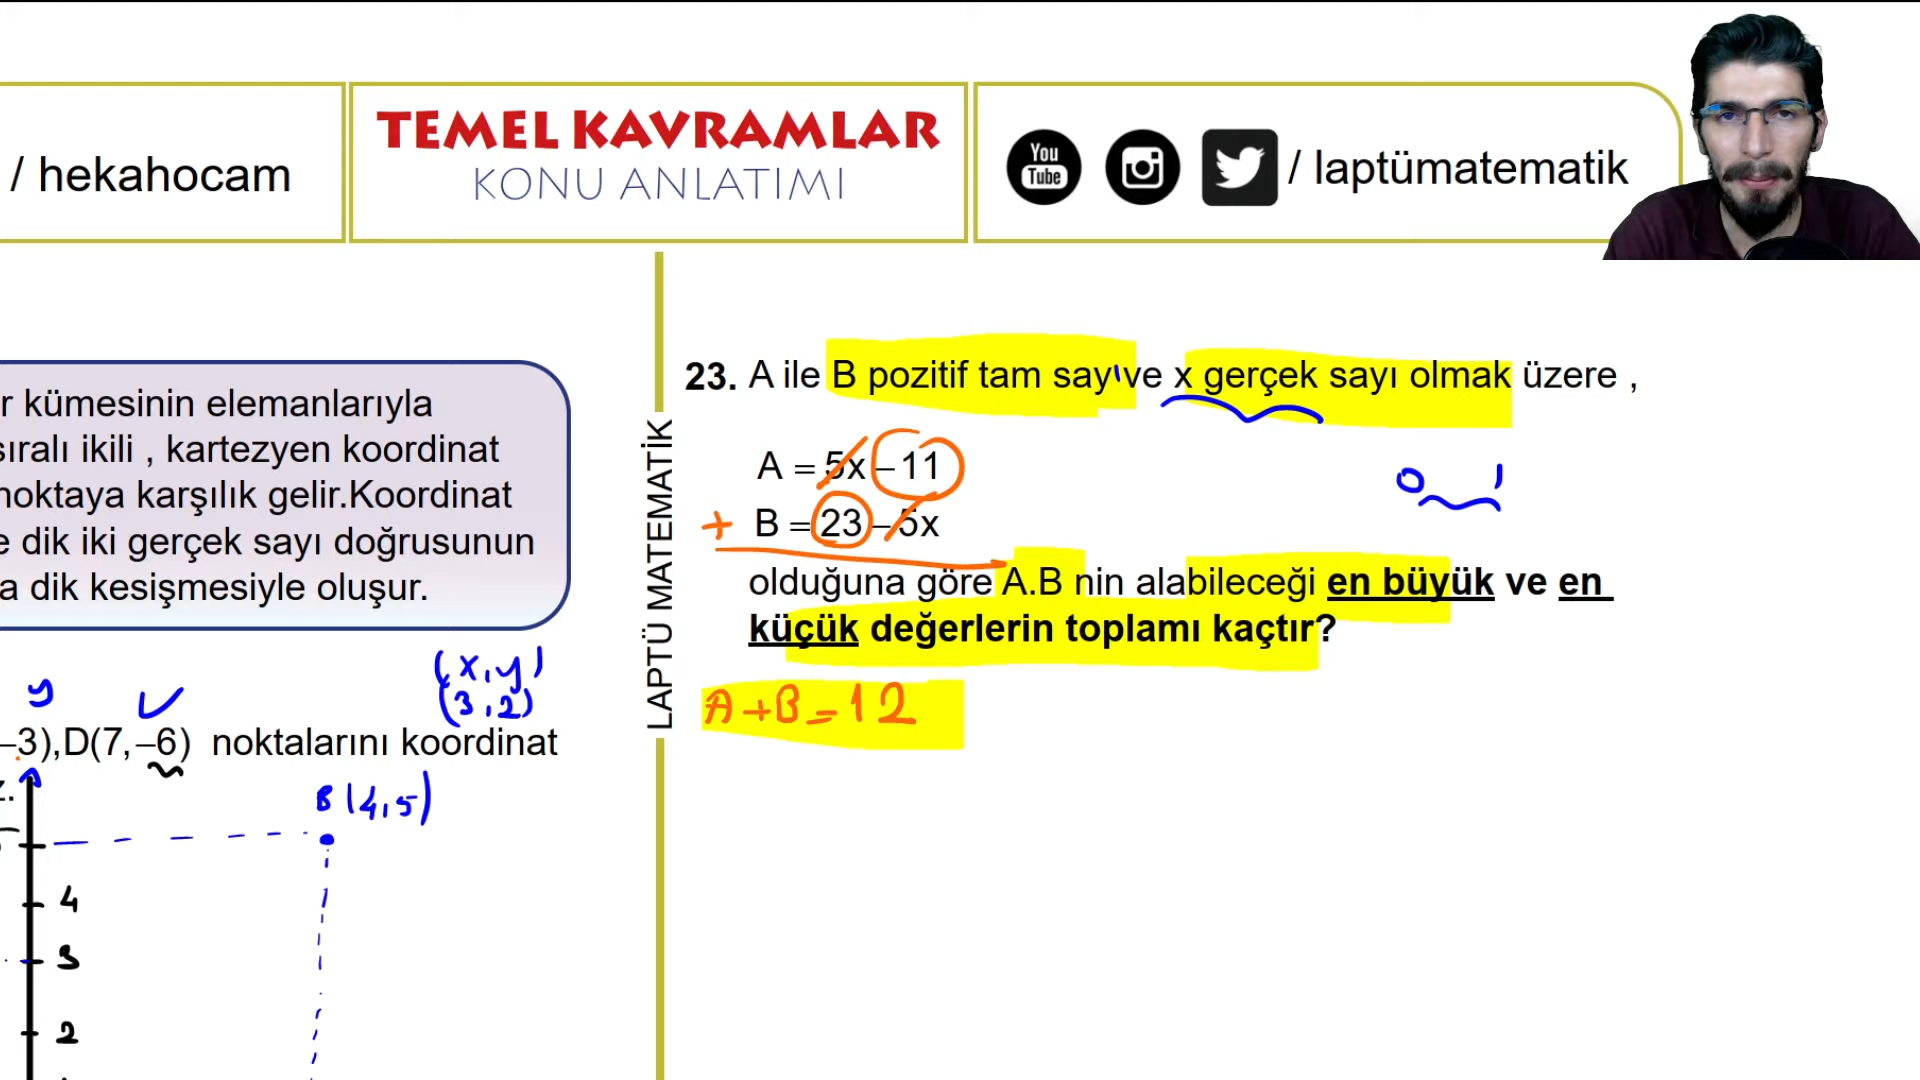 / hekahocam
TEMEL KAVRAMLAR
KONU ANLATIMI
You
Tube
/ laptümatematik
r kümesinin elemanlarıyla
sıralı ikili , kartezyen koordinat
noktaya karşılık gelir.Koordinat
e dik iki gerçek sayı doğrusunun
a dik kesişmesiyle oluşur.
(x,y)
(3,2)
y
–3),D(7,–6) noktalarını koordinat
z.
B(4,5)
4
3
2
LAPTÜ MATEMATİK
23. A ile B pozitif tam sayı ve x gerçek sayı olmak üzere ,
A = 5x – 11
0 1
+ B = 23 – 5x
olduğuna göre A.B nin alabileceği en büyük ve en
küçük değerlerin toplamı kaçtır?
A+B=12